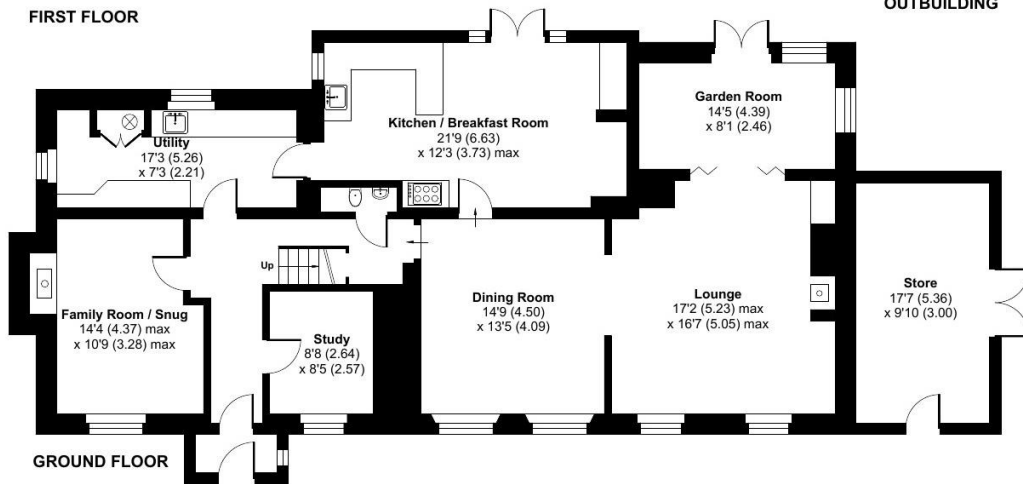 FIRST FLOOR
OUTBUILDING
Garden Room
14'5 (4.39)
x 8'1 (2.46)
Kitchen / Breakfast Room
21'9 (6.63)
x 12'3 (3.73) max
Utility
17'3 (5.26)
x 7'3 (2.21)
Up
Family Room / Snug
14'4 (4.37) max
x 10'9 (3.28) max
Study
8'8 (2.64)
x 8'5 (2.57)
Dining Room
14'9 (4.50)
x 13'5 (4.09)
Lounge
17'2 (5.23) max
x 16'7 (5.05) max
Store
17'7 (5.36)
x 9'10 (3.00)
GROUND FLOOR